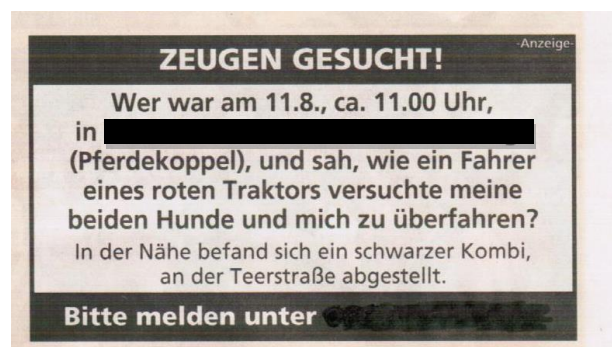 -Anzeige-
ZEUGEN GESUCHT!
Wer war am 11.8., ca. 11.00 Uhr,
in
(Pferdekoppel), und sah, wie ein Fahrer
eines roten Traktors versuchte meine
beiden Hunde und mich zu überfahren?
In der Nähe befand sich ein schwarzer Kombi,
an der Teerstraße abgestellt.
Bitte melden unter